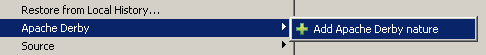 Restore from Local History...
Apache Derby
Add Apache Derby nature
Source